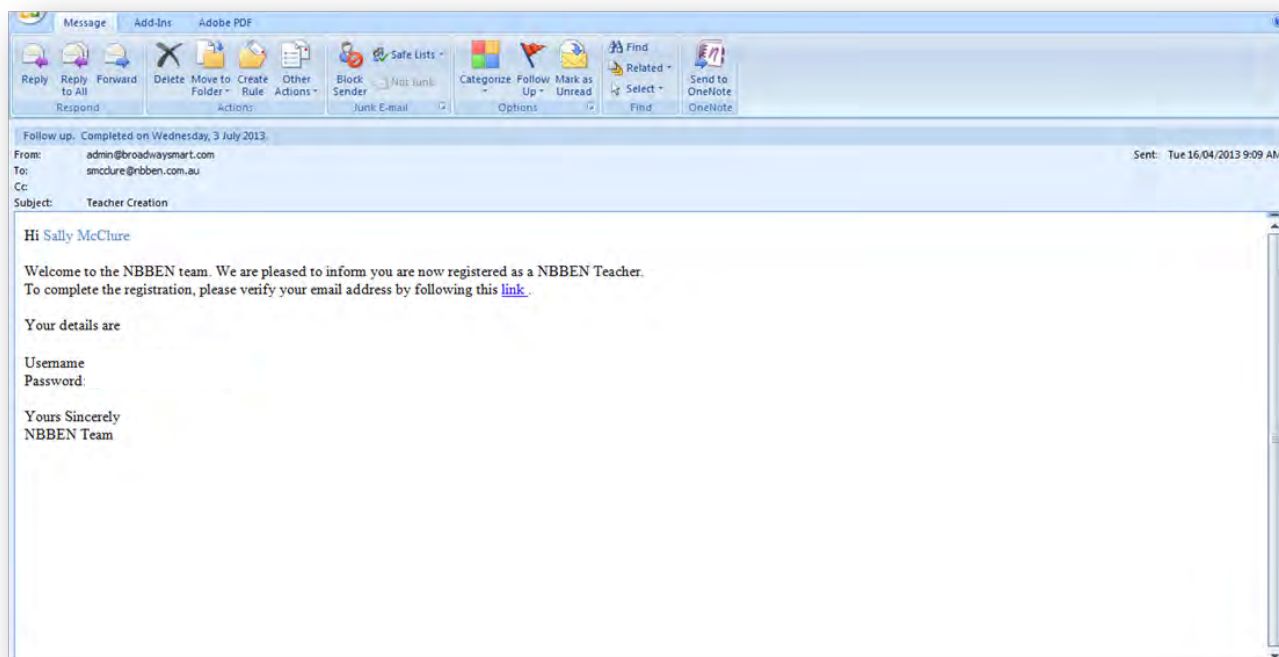 Message Add-Ins Adobe PDF
Reply Reply to All Forward Delete Move to Folder Create Rule Other Actions Block Sender Safe Lists Not Junk Categorize Follow Up Mark as Unread Find Related Select Send to OneNote
Respond Actions Junk E-mail Options Find OneNote
Follow up. Completed on Wednesday, 3 July 2013.
From: admin@broadwaysmart.com Sent: Tue 16/04/2013 9:09 AM
To: smcclure@nbben.com.au
Cc:
Subject: Teacher Creation
Hi Sally McClure
Welcome to the NBBEN team. We are pleased to inform you are now registered as a NBBEN Teacher.
To complete the registration, please verify your email address by following this link .
Your details are
Username
Password:
Yours Sincerely
NBBEN Team